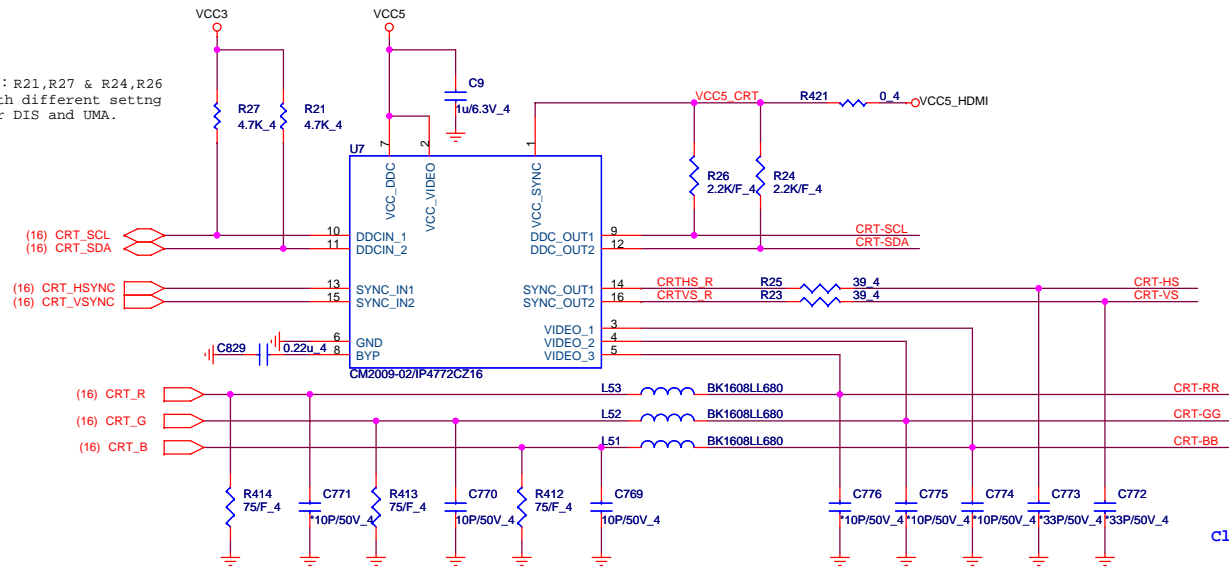 VCC3
VCC5
: R21,R27 & R24,R26
th different settng
r DIS and UMA.
R27
4.7K_4
R21
4.7K_4
C9
1u/6.3V_4
VCC5_CRT
R421
0_4
VCC5_HDMI
U7
7
2
1
VCC_DDC
VCC_VIDEO
VCC_SYNC
R26
2.2K/F_4
R24
2.2K/F_4
(16) CRT_SCL
10
DDCIN_1
DDC_OUT1
9
CRT-SCL
(16) CRT_SDA
11
DDCIN_2
DDC_OUT2
12
CRT-SDA
(16) CRT_HSYNC
13
SYNC_IN1
SYNC_OUT1
14
CRTHS_R
R25
39_4
CRT-HS
(16) CRT_VSYNC
15
SYNC_IN2
SYNC_OUT2
16
CRTVS_R
R23
39_4
CRT-VS
VIDEO_1
3
6
GND
VIDEO_2
4
C829
0.22u_4
8
BYP
VIDEO_3
5
CM2009-02/IP4772CZ16
(16) CRT_R
L53
BK1608LL680
CRT-RR
(16) CRT_G
L52
BK1608LL680
CRT-GG
(16) CRT_B
L51
BK1608LL680
CRT-BB
R414
75/F_4
C771
*10P/50V_4
R413
75/F_4
C770
10P/50V_4
R412
75/F_4
C769
10P/50V_4
C776
*10P/50V_4
C775
*10P/50V_4
C774
*10P/50V_4
C773
*33P/50V_4
C772
*33P/50V_4